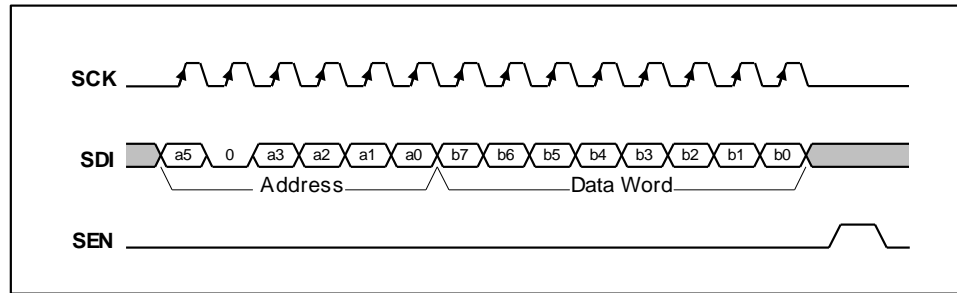 SCK
SDI a5 0 a3 a2 a1 a0 b7 b6 b5 b4 b3 b2 b1 b0
Address Data Word
SEN